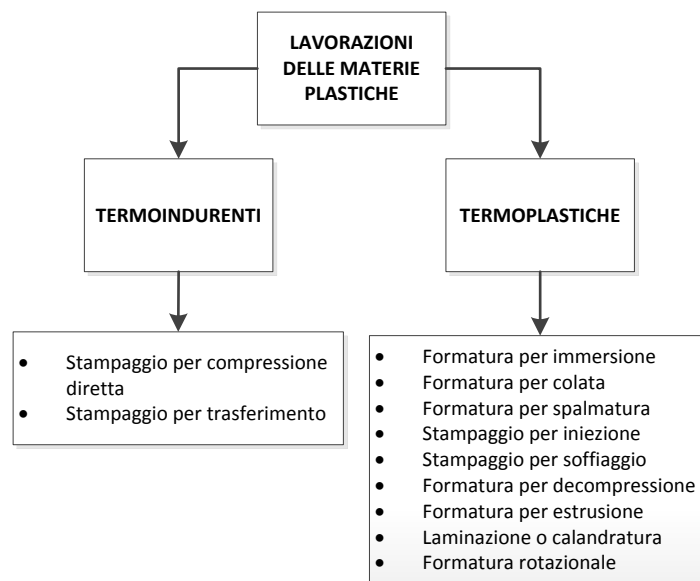 LAVORAZIONI
DELLE MATERIE
PLASTICHE
TERMOINDURENTI
TERMOPLASTICHE
• Stampaggio per compressione
diretta
• Stampaggio per trasferimento
• Formatura per immersione
• Formatura per colata
• Formatura per spalmatura
• Stampaggio per iniezione
• Stampaggio per soffiaggio
• Formatura per decompressione
• Formatura per estrusione
• Laminazione o calandratura
• Formatura rotazionale